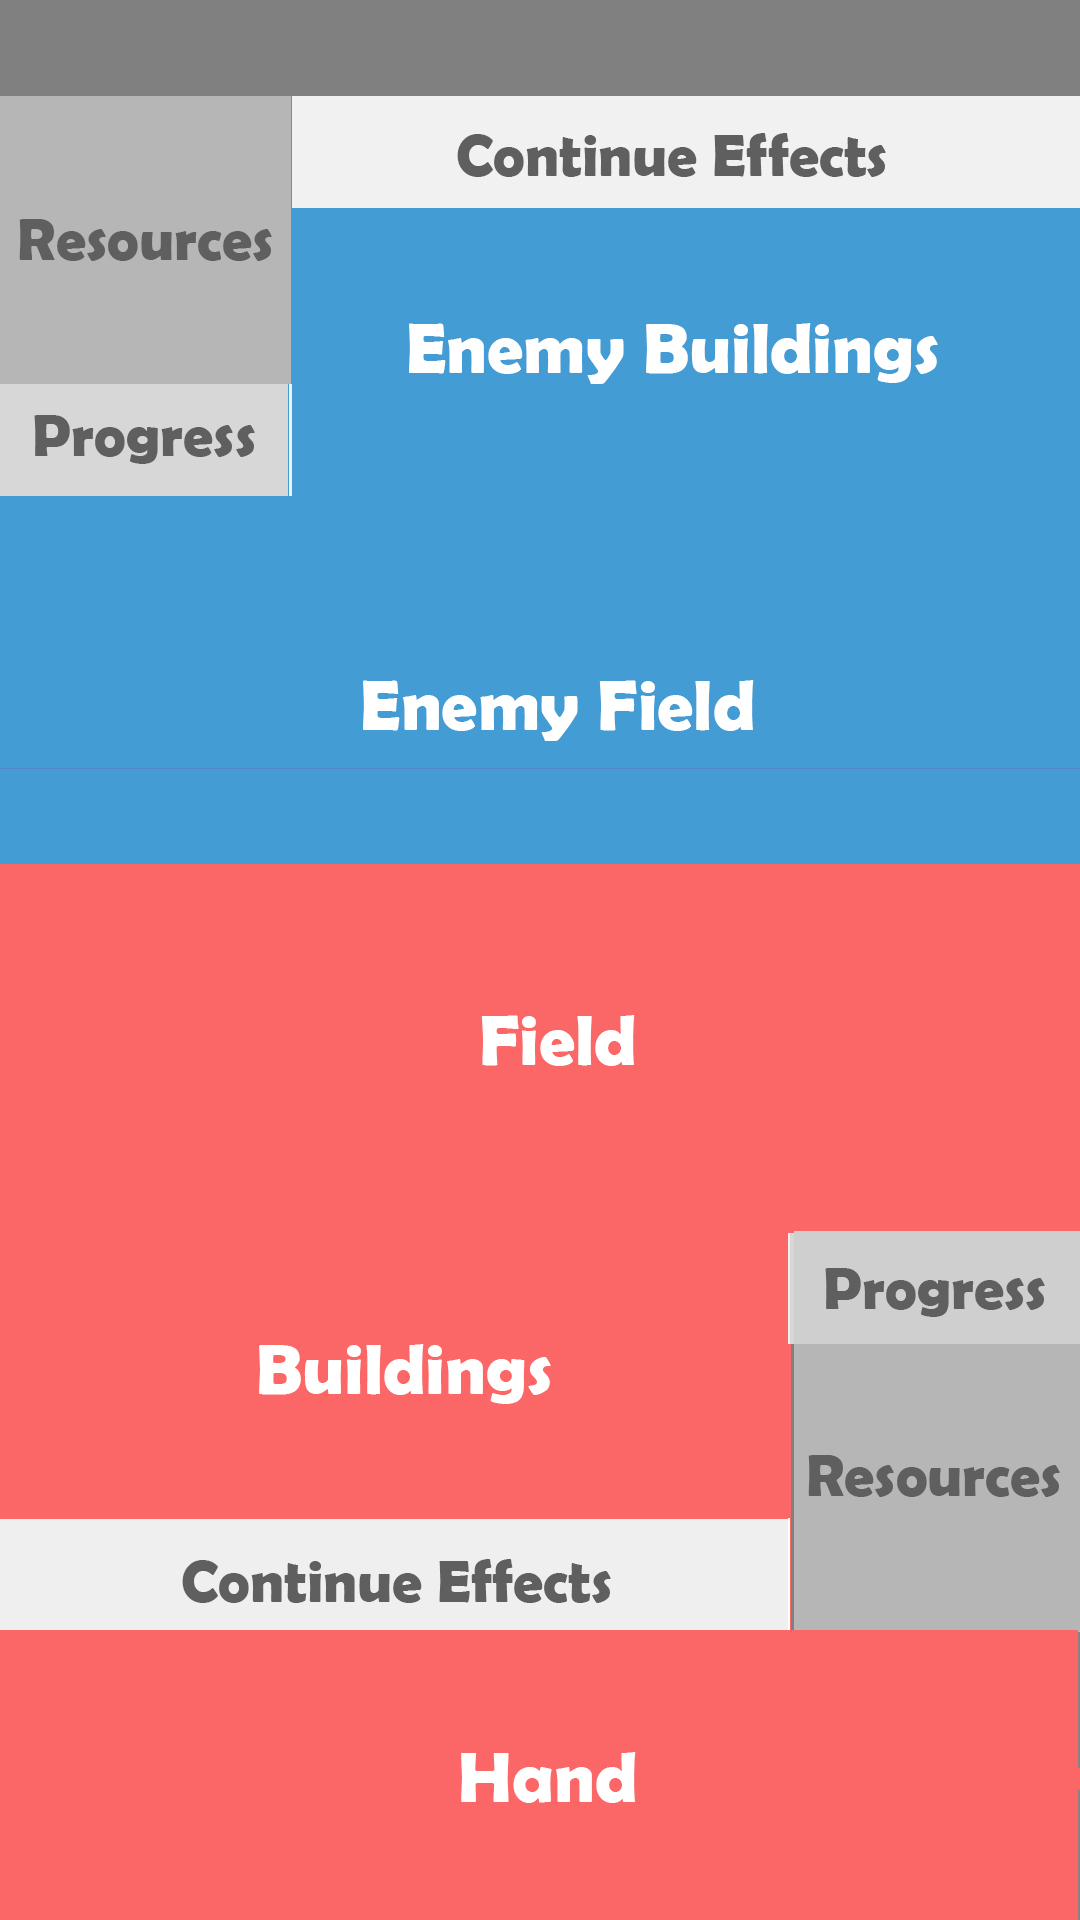 Continue Effects
Resources
Enemy Buildings
Progress
Enemy Field
Field
Progress
Buildings
Resources
Continue Effects
Hand